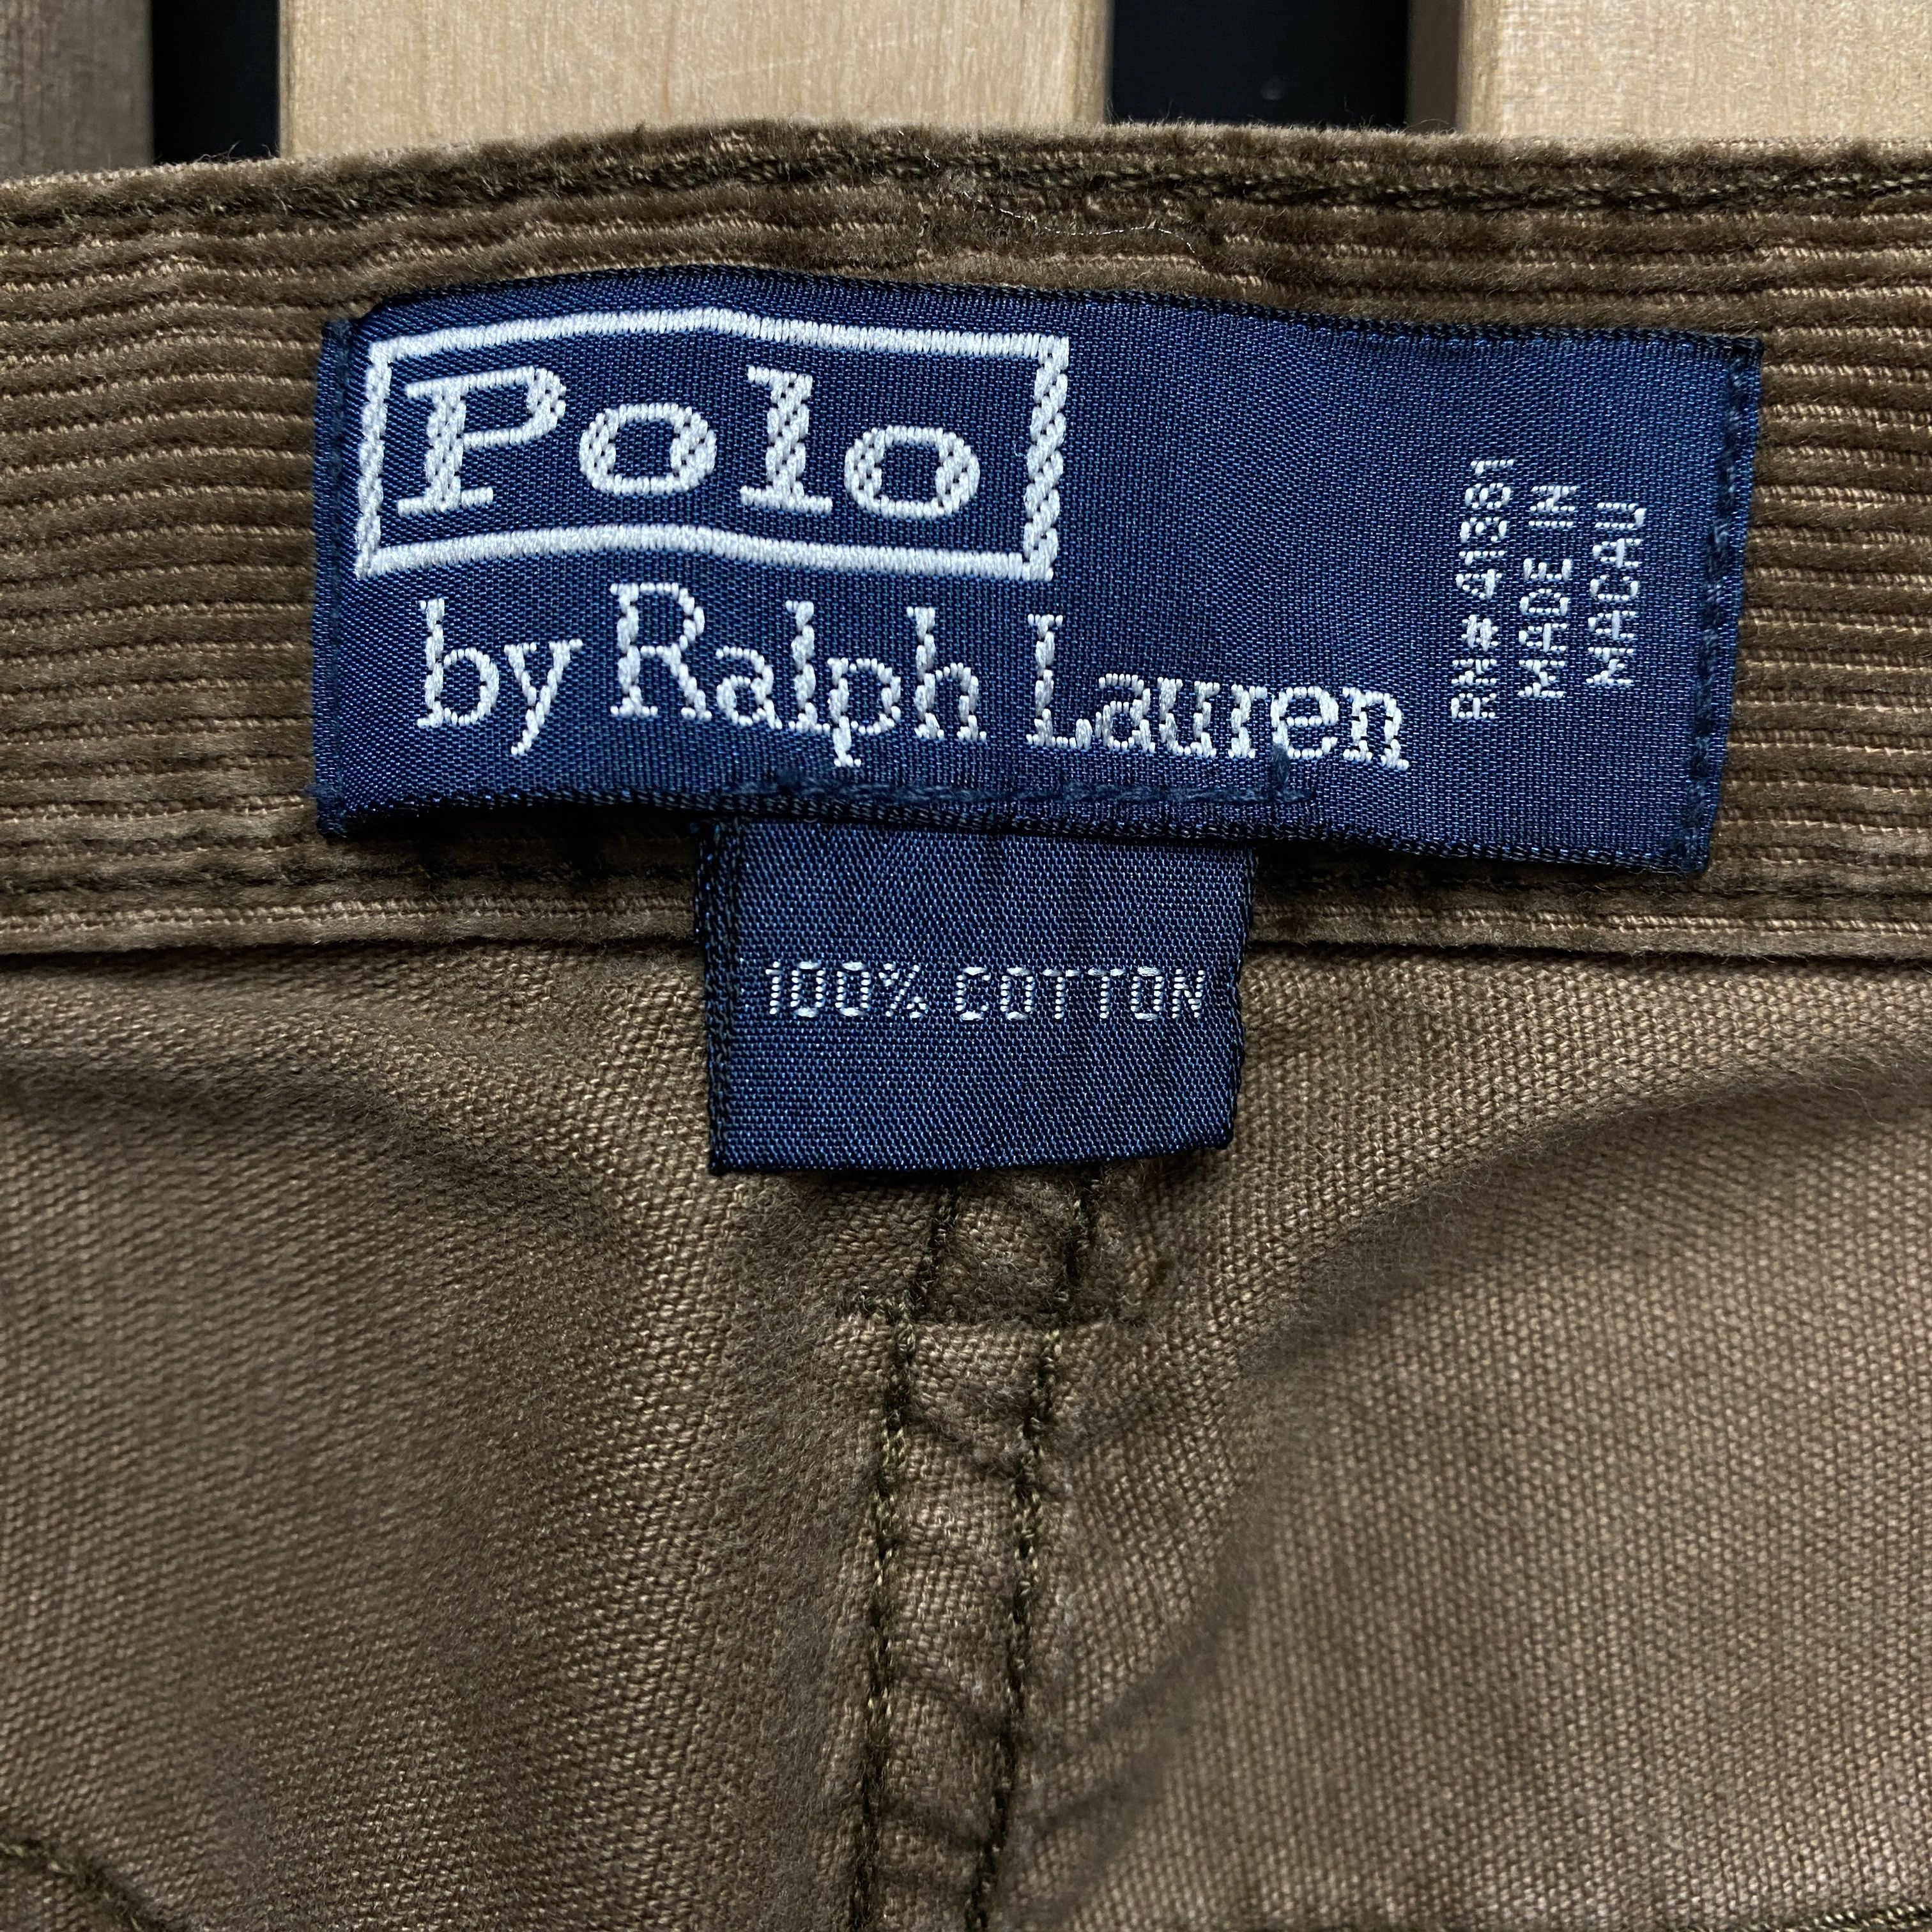 Polo
by Ralph Lauren
RN# 41381
MADE IN
MACAU
100% COTTON